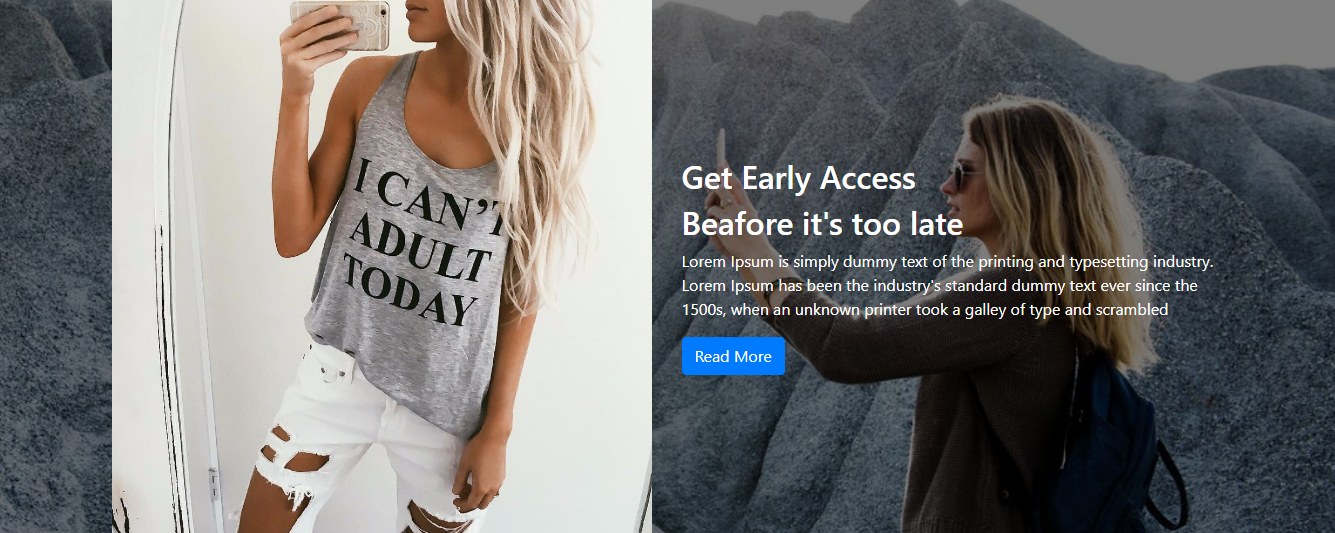 I CAN'T
ADULT
TODAY
Get Early Access
Beafore it's too late
Lorem Ipsum is simply dummy text of the printing and typesetting industry.
Lorem Ipsum has been the industry's standard dummy text ever since the
1500s, when an unknown printer took a galley of type and scrambled
Read More